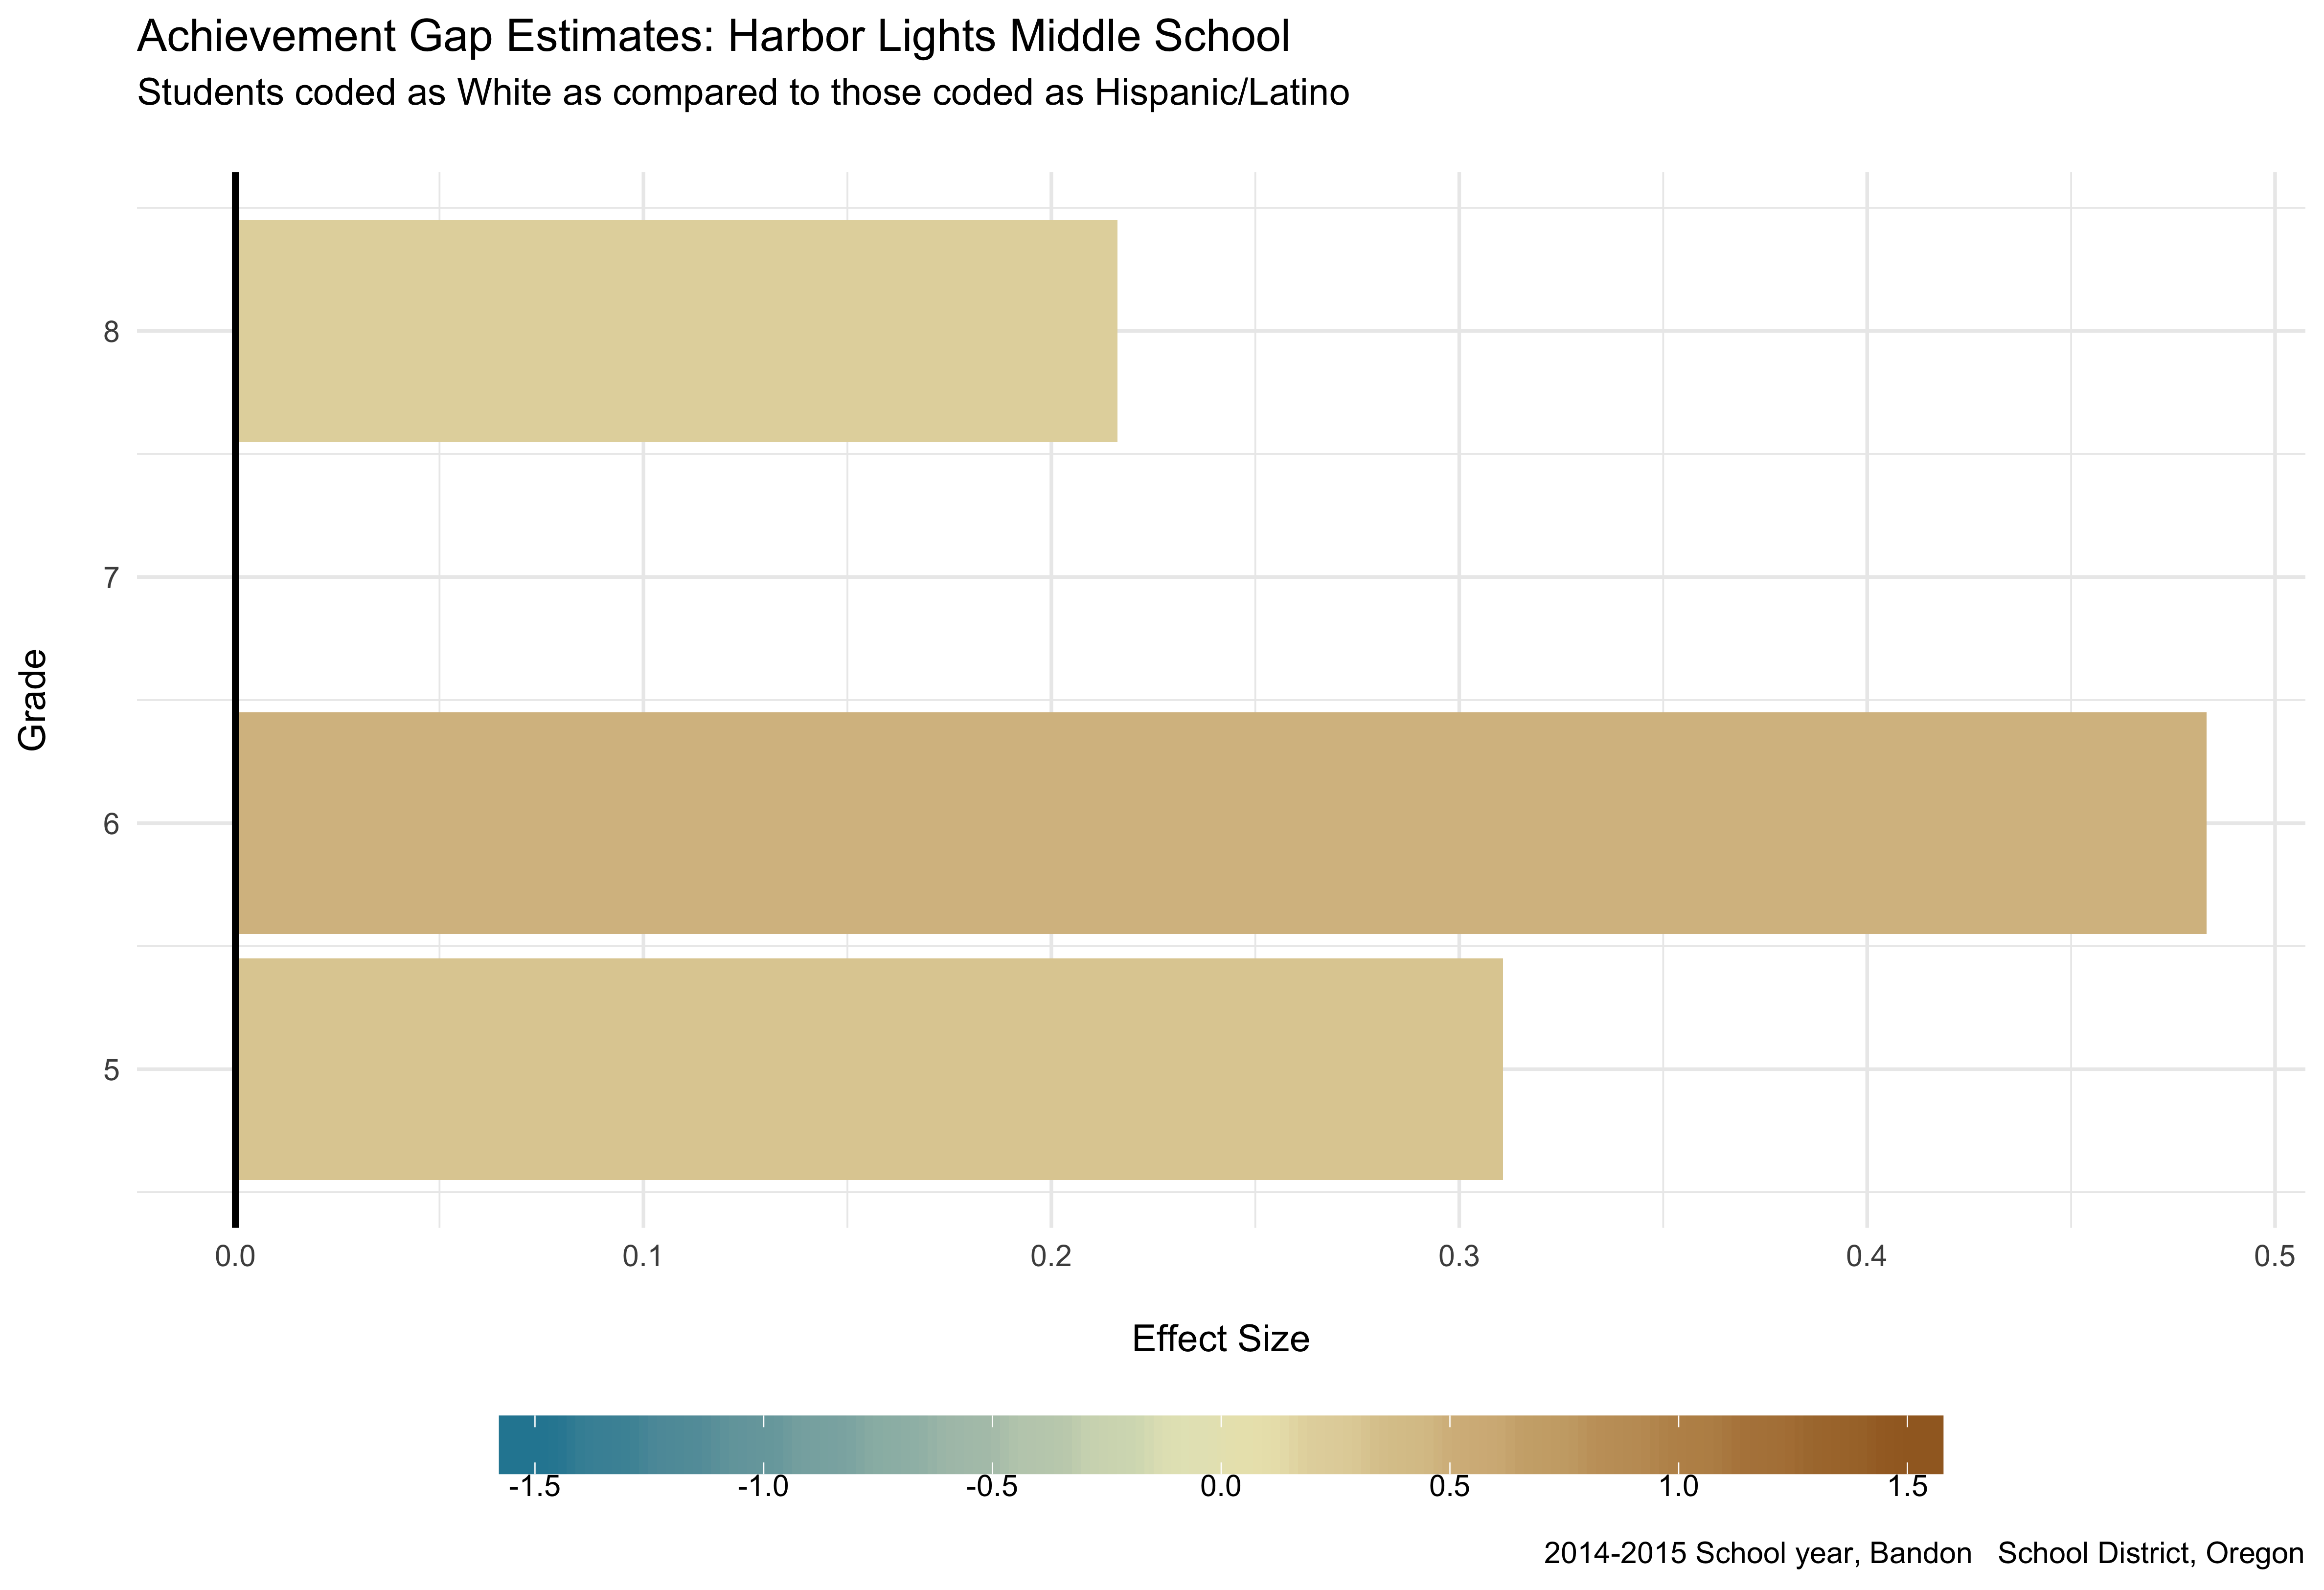 Achievement Gap Estimates: Harbor Lights Middle School
Students coded as White as compared to those coded as Hispanic/Latino
8
7
Grade
6
5
0.0 0.1 0.2 0.3 0.4 0.5
Effect Size
-1.5 -1.0 -0.5 0.0 0.5 1.0 1.5
2014-2015 School year, Bandon   School District, Oregon